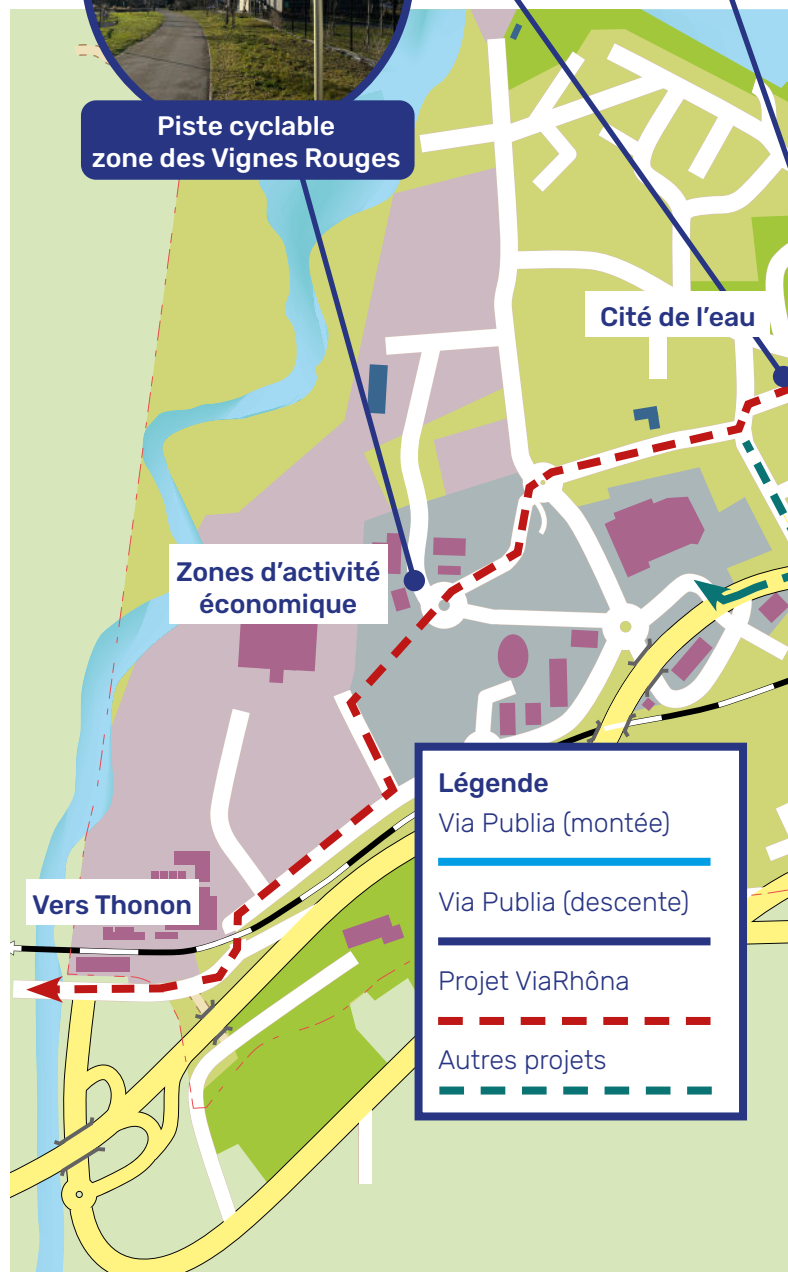 Piste cyclable
zone des Vignes Rouges
Cité de l'eau
Zones d'activité
économique
Légende
Via Publia (montée)
Via Publia (descente)
Projet ViaRhôna
Autres projets
Vers Thonon